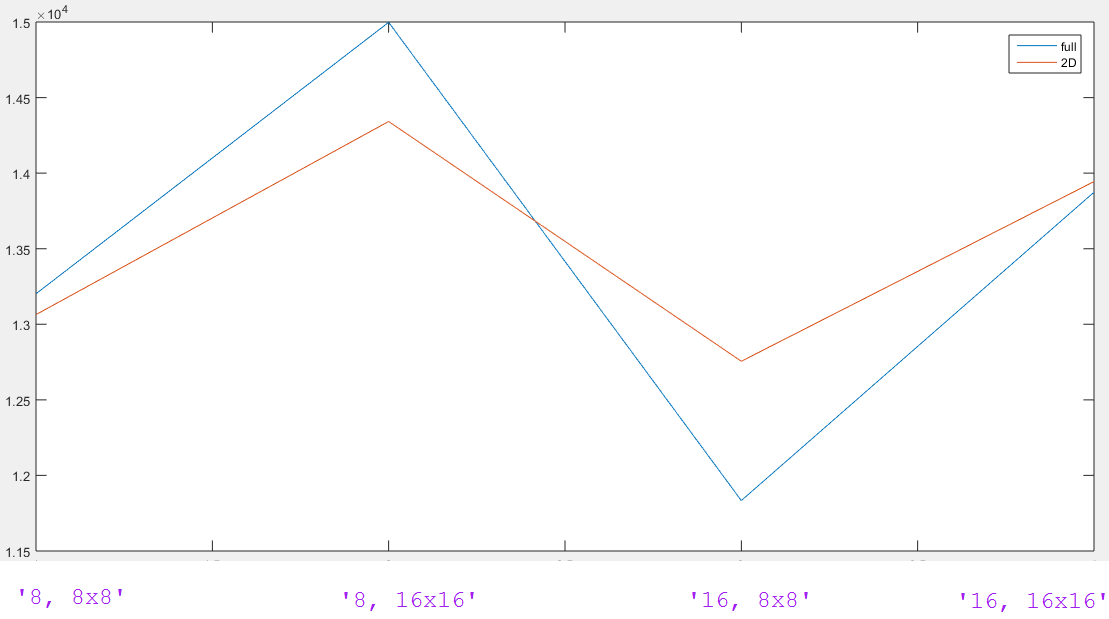 ×10⁴
1.5
full
2D
1.45
1.4
1.35
1.3
1.25
1.2
1.15
'8, 8x8'
'8, 16x16'
'16, 8x8'
'16, 16x16'